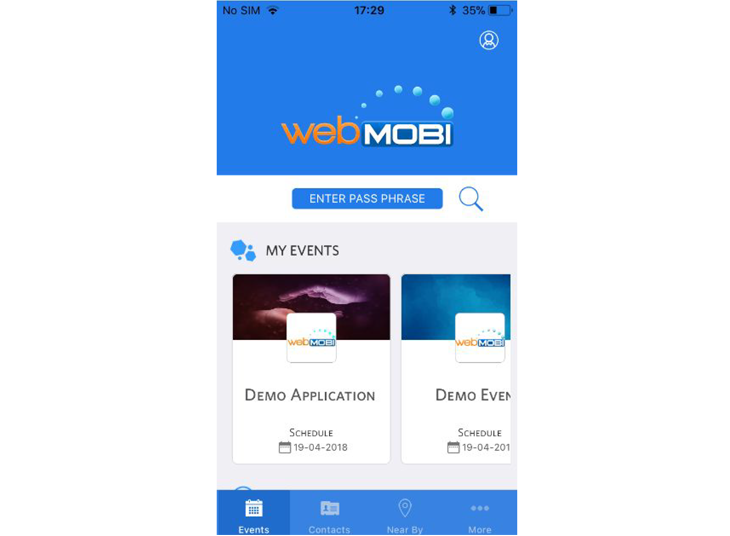 No SIM 17:29 35%
webMOBI
ENTER PASS PHRASE
MY EVENTS
webMOBI webMOBI
DEMO APPLICATION DEMO EVEN
SCHEDULE SCHEDULE
19-04-2018 19-04-201
Events Contacts Near By More